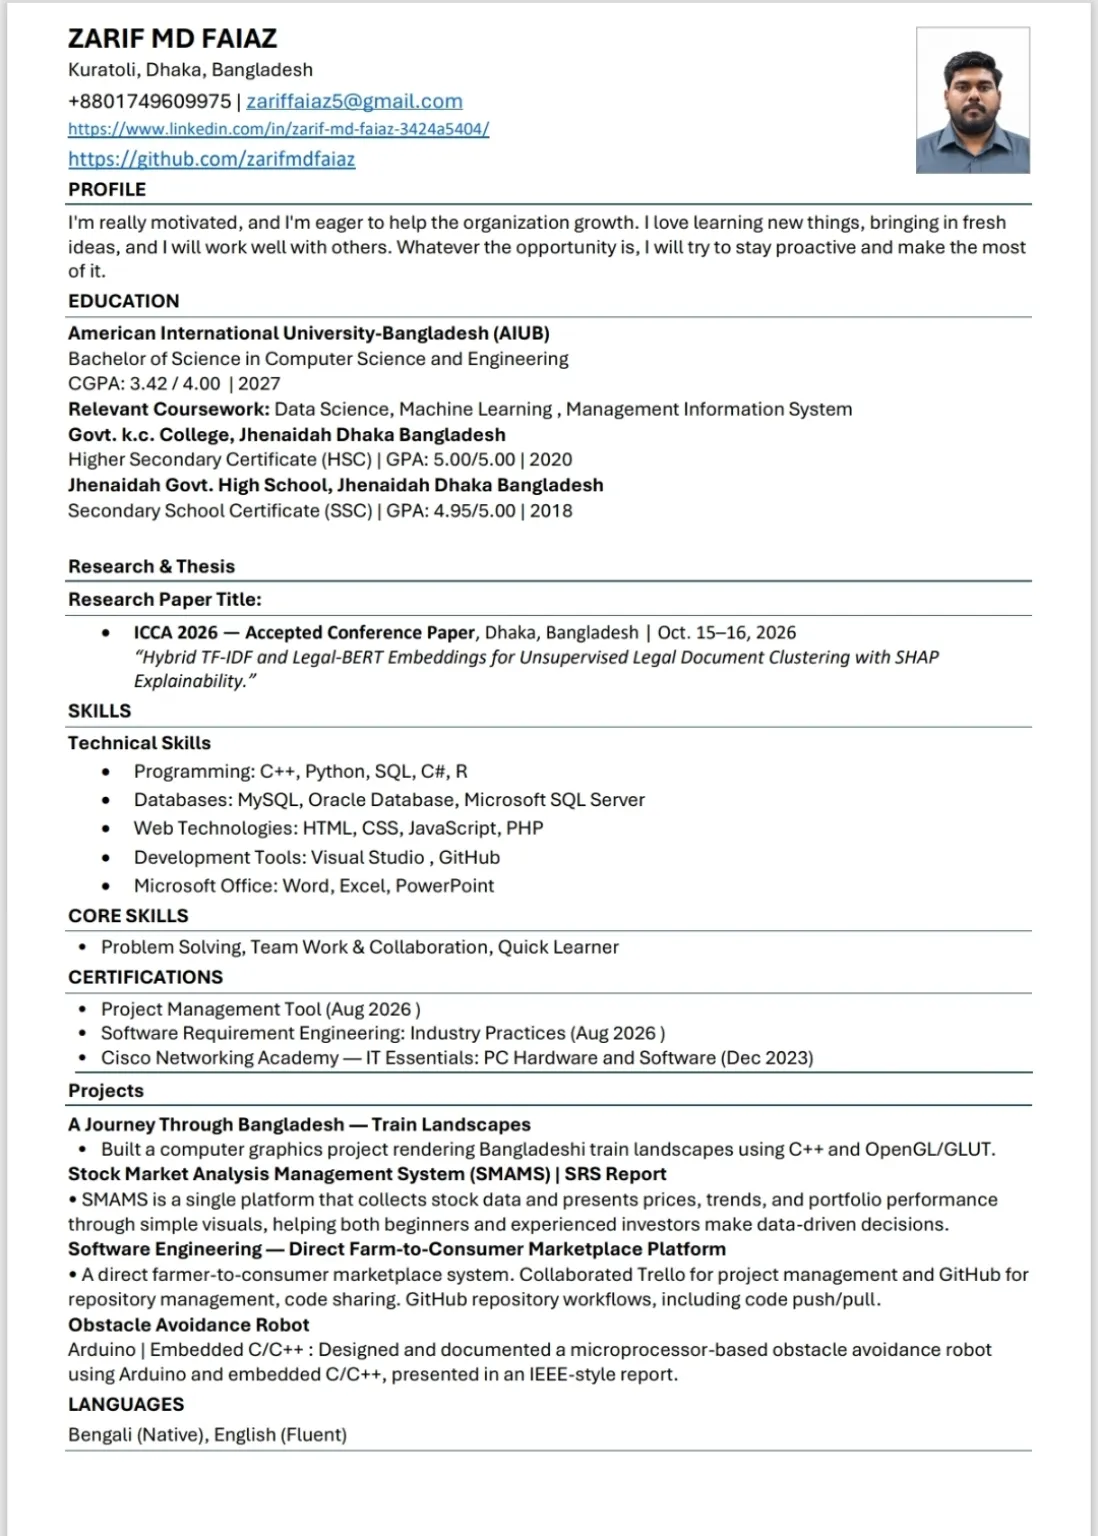 ZARIF MD FAIAZ
Kuratoli, Dhaka, Bangladesh
+8801749609975 | zariffaiaz5@gmail.com
https://www.linkedin.com/in/zarif-md-faiaz-3424a5404/
https://github.com/zarifmdfaiaz
PROFILE
I'm really motivated, and I'm eager to help the organization growth. I love learning new things, bringing in fresh
ideas, and I will work well with others. Whatever the opportunity is, I will try to stay proactive and make the most
of it.
EDUCATION
American International University-Bangladesh (AIUB)
Bachelor of Science in Computer Science and Engineering
CGPA: 3.42 / 4.00 | 2027
Relevant Coursework: Data Science, Machine Learning , Management Information System
Govt. k.c. College, Jhenaidah Dhaka Bangladesh
Higher Secondary Certificate (HSC) | GPA: 5.00/5.00 | 2020
Jhenaidah Govt. High School, Jhenaidah Dhaka Bangladesh
Secondary School Certificate (SSC) | GPA: 4.95/5.00 | 2018
Research & Thesis
Research Paper Title:
• ICCA 2026 — Accepted Conference Paper, Dhaka, Bangladesh | Oct. 15–16, 2026
“Hybrid TF-IDF and Legal-BERT Embeddings for Unsupervised Legal Document Clustering with SHAP
Explainability.”
SKILLS
Technical Skills
• Programming: C++, Python, SQL, C#, R
• Databases: MySQL, Oracle Database, Microsoft SQL Server
• Web Technologies: HTML, CSS, JavaScript, PHP
• Development Tools: Visual Studio , GitHub
• Microsoft Office: Word, Excel, PowerPoint
CORE SKILLS
• Problem Solving, Team Work & Collaboration, Quick Learner
CERTIFICATIONS
• Project Management Tool (Aug 2026 )
• Software Requirement Engineering: Industry Practices (Aug 2026 )
• Cisco Networking Academy — IT Essentials: PC Hardware and Software (Dec 2023)
Projects
A Journey Through Bangladesh — Train Landscapes
• Built a computer graphics project rendering Bangladeshi train landscapes using C++ and OpenGL/GLUT.
Stock Market Analysis Management System (SMAMS) | SRS Report
• SMAMS is a single platform that collects stock data and presents prices, trends, and portfolio performance
through simple visuals, helping both beginners and experienced investors make data-driven decisions.
Software Engineering — Direct Farm-to-Consumer Marketplace Platform
• A direct farmer-to-consumer marketplace system. Collaborated Trello for project management and GitHub for
repository management, code sharing. GitHub repository workflows, including code push/pull.
Obstacle Avoidance Robot
Arduino | Embedded C/C++ : Designed and documented a microprocessor-based obstacle avoidance robot
using Arduino and embedded C/C++, presented in an IEEE-style report.
LANGUAGES
Bengali (Native), English (Fluent)